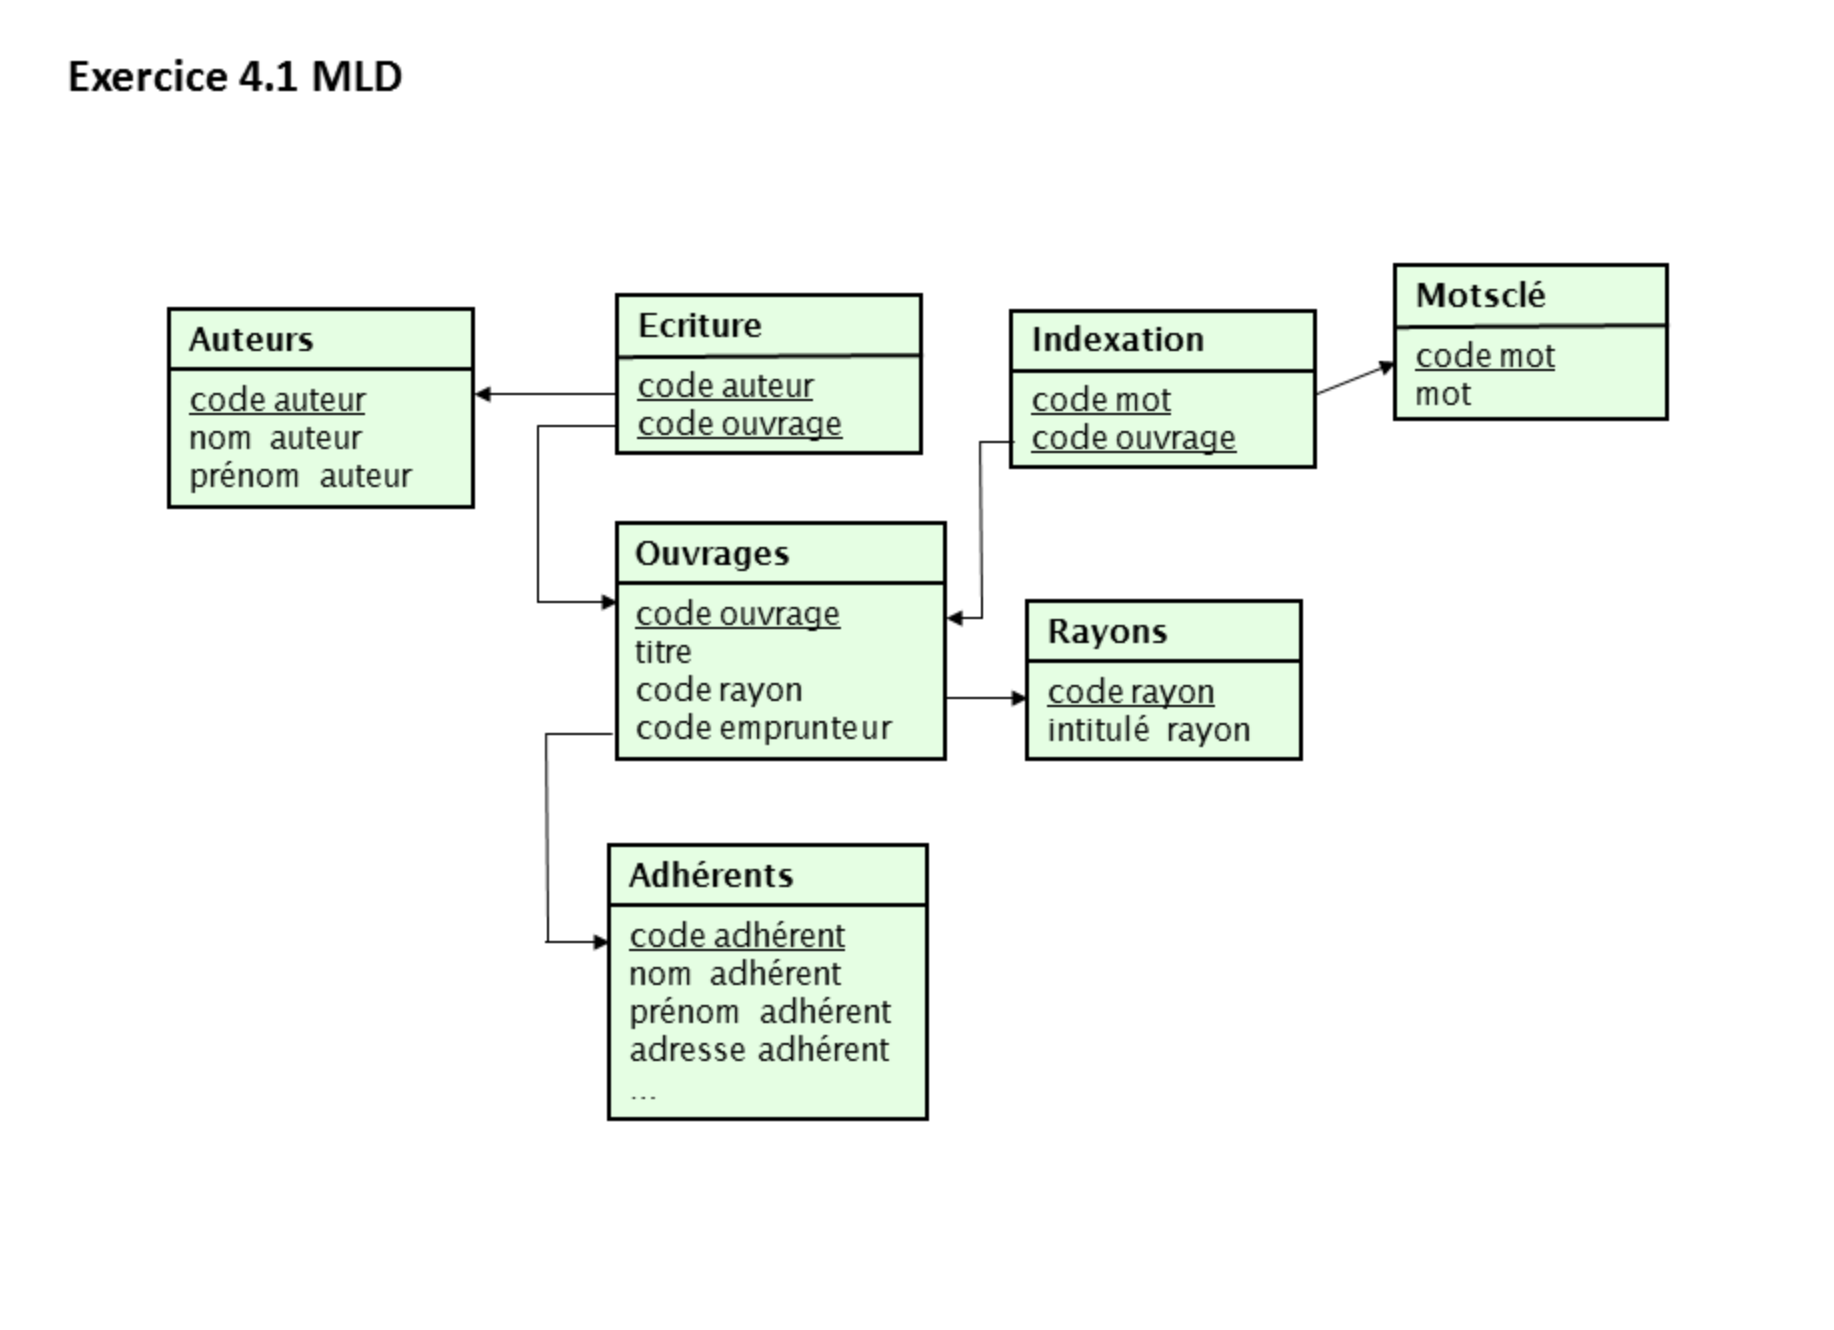 Exercice 4.1 MLD
Auteurs
code auteur
nom auteur
prénom auteur
Ecriture
code auteur
code ouvrage
Indexation
code mot
code ouvrage
Motsclé
code mot
mot
Ouvrages
code ouvrage
titre
code rayon
code emprunteur
Rayons
code rayon
intitulé rayon
Adhérents
code adhérent
nom adhérent
prénom adhérent
adresse adhérent
...